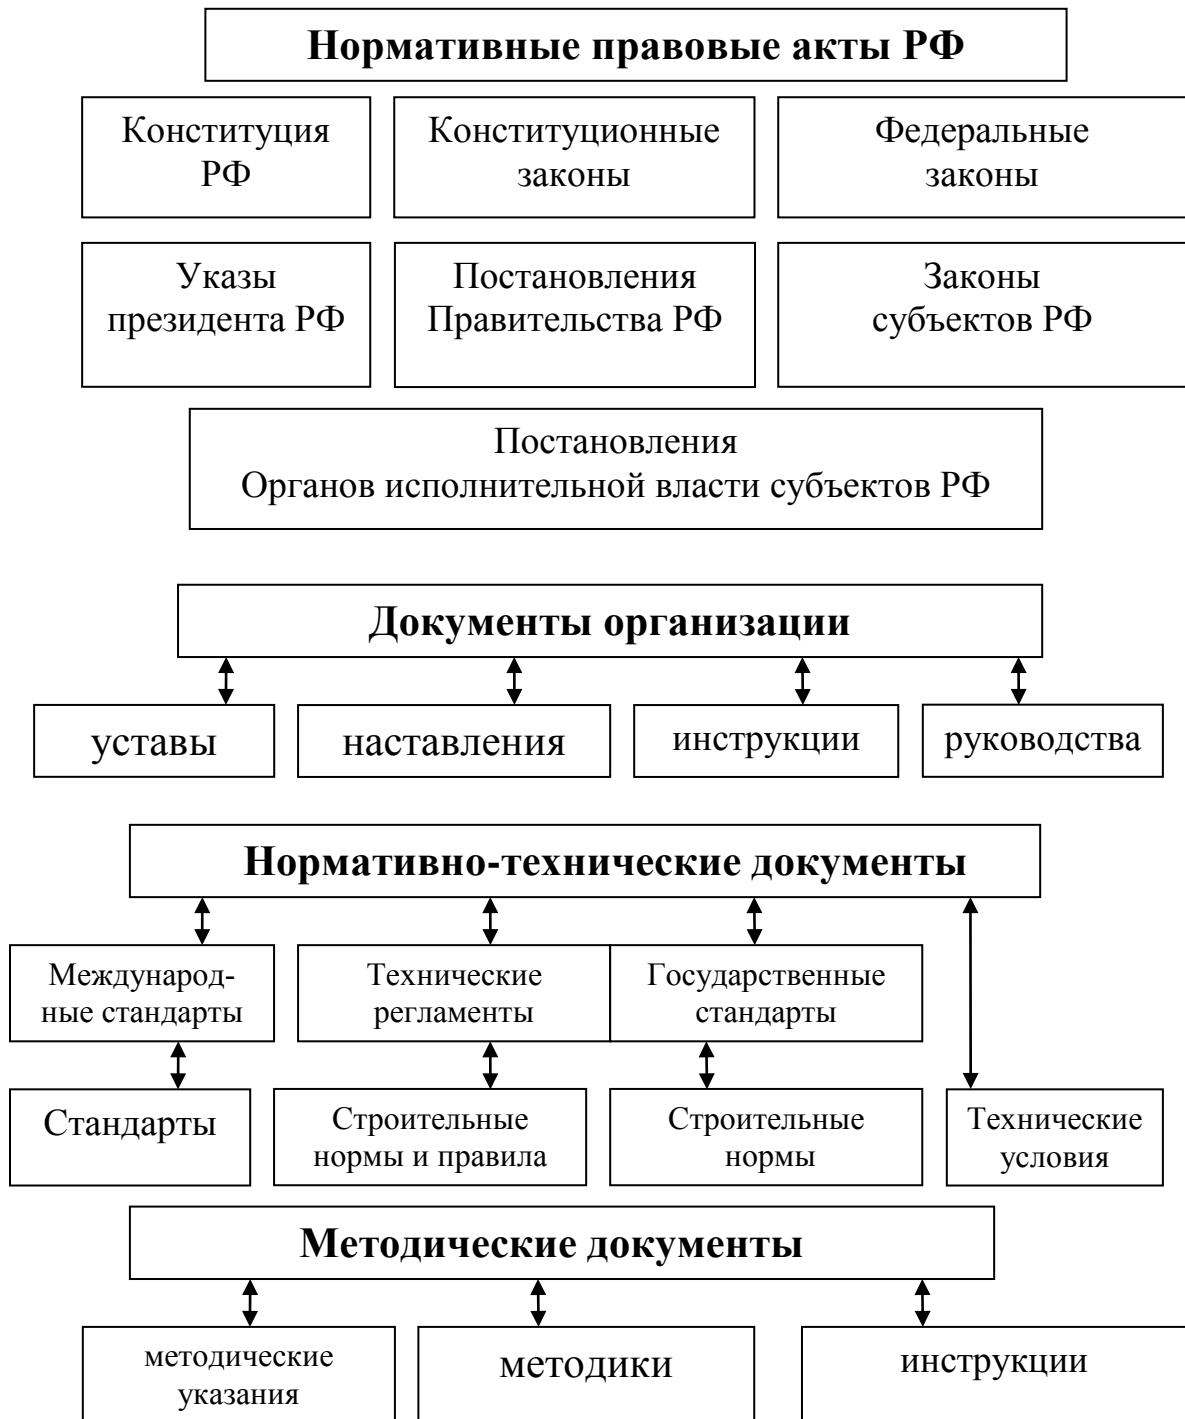 Нормативные правовые акты РФ
Конституция
РФ
Конституционные
законы
Федеральные
законы
Указы
президента РФ
Постановления
Правительства РФ
Законы
субъектов РФ
Постановления
Органов исполнительной власти субъектов РФ
Документы организации
уставы
наставления
инструкции
руководства
Нормативно-технические документы
Международ-
ные стандарты
Технические
регламенты
Государственные
стандарты
Стандарты
Строительные
нормы и правила
Строительные
нормы
Технические
условия
Методические документы
методические
указания
методики
инструкции